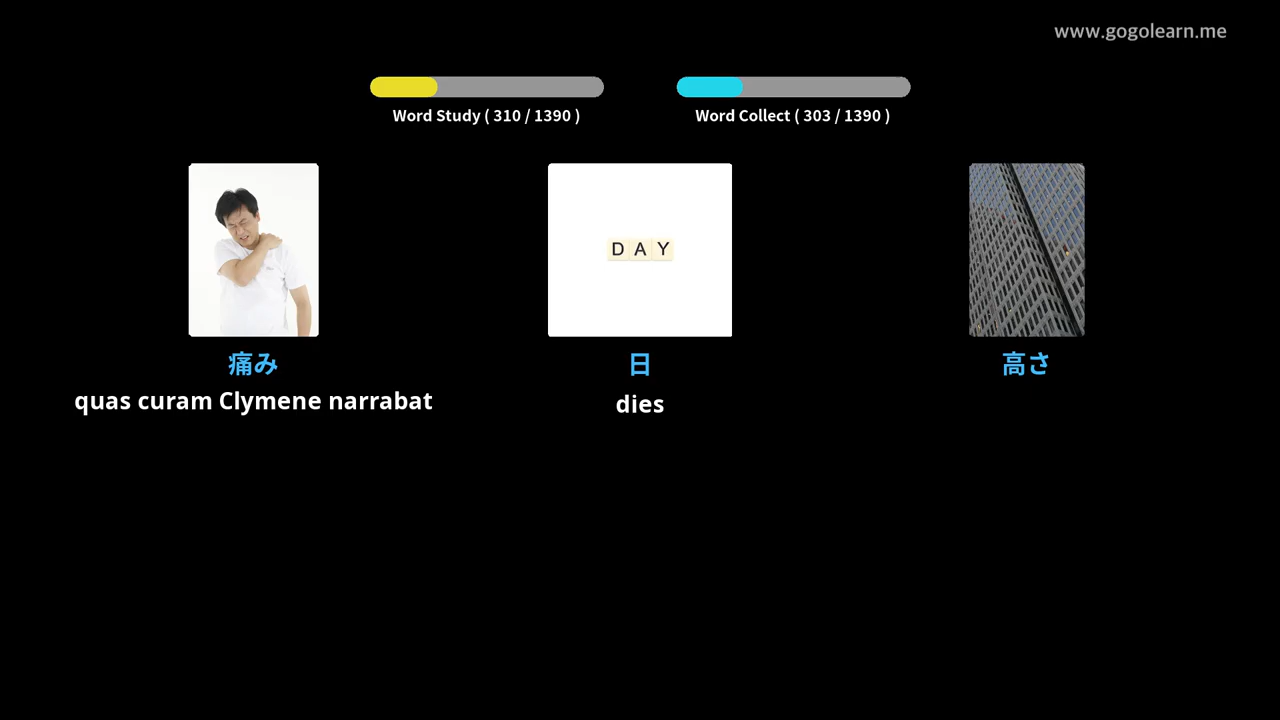 www.gogolearn.me
Word Study ( 310 / 1390 )
Word Collect ( 303 / 1390 )
DAY
痛み
日
高さ
quas curam Clymene narrabat
dies